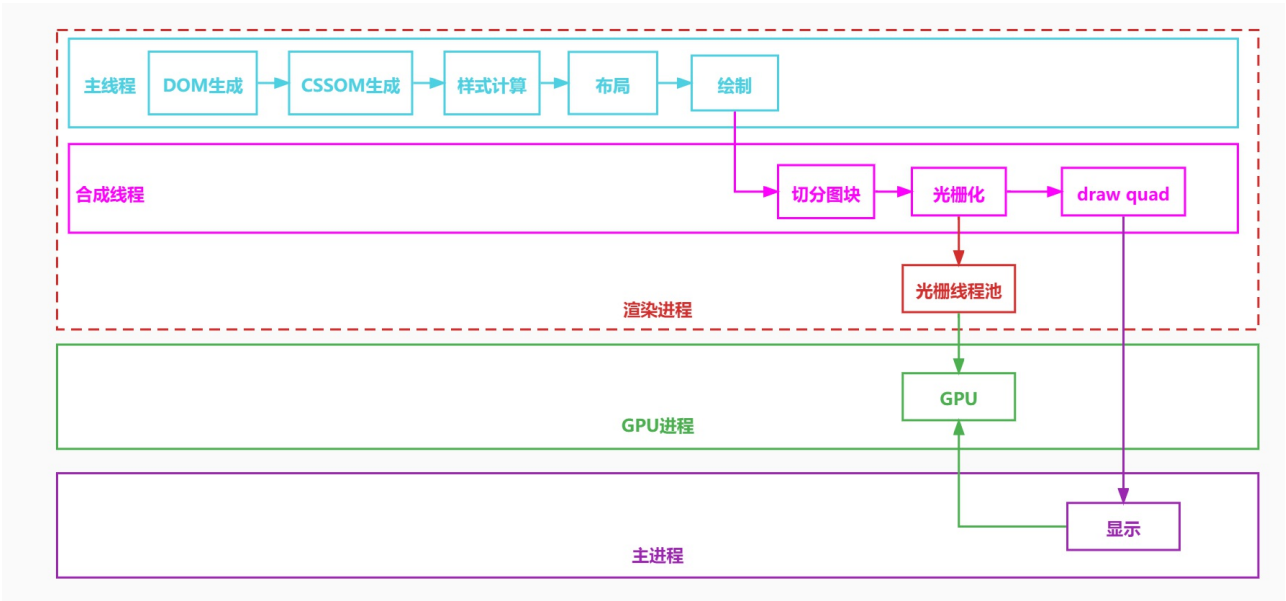 主线程 DOM生成 CSSOM生成 样式计算 布局 绘制
合成线程 切分图块 光栅化 draw quad
光栅线程池
渲染进程
GPU
GPU进程
显示
主进程